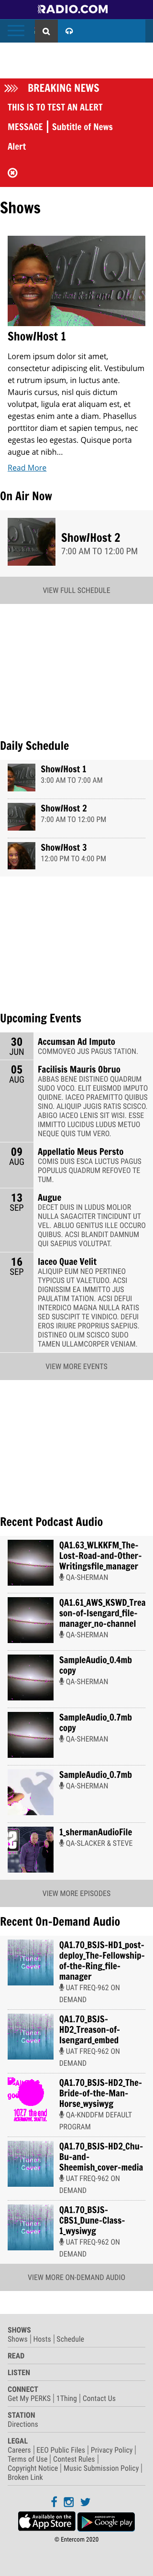 RADIO.COM
BREAKING NEWS
THIS IS TO TEST AN ALERT
MESSAGE | Subtitle of News
Alert
Shows
Show/Host 1
Lorem ipsum dolor sit amet,
consectetur adipiscing elit. Vestibulum
et rutrum ipsum, in luctus ante.
Mauris cursus, nisl quis dictum
volutpat, ligula erat aliquam est, et
egestas enim ante a diam. Phasellus
porttitor diam et sapien tempus, nec
egestas leo egestas. Quisque porta
augue at nibh...
Read More
On Air Now
Show/Host 2
7:00 AM TO 12:00 PM
VIEW FULL SCHEDULE
Daily Schedule
Show/Host 1
3:00 AM TO 7:00 AM
Show/Host 2
7:00 AM TO 12:00 PM
Show/Host 3
12:00 PM TO 4:00 PM
Upcoming Events
30
JUN
Accumsan Ad Imputo
COMMOVEO JUS PAGUS TATION.
05
AUG
Facilisis Mauris Obruo
ABBAS BENE DISTINEO QUADRUM
SUDO VOCO. ELIT EUISMOD IMPUTO
QUIDNE. IACEO PRAEMITTO QUIBUS
SINO. ALIQUIP JUGIS RATIS SCISCO.
ABIGO IACEO LENIS SIT WISI. ESSE
IMMITTO LUCIDUS LUDUS METUO
NEQUE QUIS TUM VERO.
09
AUG
Appellatio Meus Persto
COMIS DUIS ESCA LUCTUS PAGUS
POPULUS QUADRUM REFOVEO TE
TUM.
13
SEP
Augue
DECET DUIS IN LUDUS MOLIOR
NULLA SAGACITER TINCIDUNT UT
VEL. ABLUO GENITUS ILLE OCCURO
QUIBUS. ACSI BLANDIT DAMNUM
QUI SAEPIUS VOLUTPAT.
16
SEP
Iaceo Quae Velit
ALIQUIP EUM NEO PERTINEO
TYPICUS UT VALETUDO. ACSI
DIGNISSIM EA IMMITTO JUS
PAULATIM TATION. ACSI DEFUI
INTERDICO MAGNA NULLA RATIS
SED SUSCIPIT TE VINDICO. DEFUI
EROS IRIURE PROPRIUS SAEPIUS.
DISTINEO OLIM SCISCO SUDO
TAMEN ULLAMCORPER VENIAM.
VIEW MORE EVENTS
Recent Podcast Audio
QA1.63_WLKKFM_The-
Lost-Road-and-Other-
Writingsfile_manager
QA-SHERMAN
QA1.61_AWS_KSWD_Trea
son-of-Isengard_file-
manager_no-channel
QA-SHERMAN
SampleAudio_0.4mb
copy
QA-SHERMAN
SampleAudio_0.7mb
copy
QA-SHERMAN
SampleAudio_0.7mb
QA-SHERMAN
1_shermanAudioFile
QA-SLACKER & STEVE
VIEW MORE EPISODES
Recent On-Demand Audio
QA1.70_BSJS-HD1_post-
deploy_The-Fellowship-
of-the-Ring_file-
manager
UAT FREQ-962 ON
DEMAND
QA1.70_BSJS-
HD2_Treason-of-
Isengard_embed
UAT FREQ-962 ON
DEMAND
QA1.70_BSJS-HD2_The-
Bride-of-the-Man-
Horse_wysiwyg
QA-KNDDFM DEFAULT
PROGRAM
QA1.70_BSJS-HD2_Chu-
Bu-and-
Sheemish_cover-media
UAT FREQ-962 ON
DEMAND
QA1.70_BSJS-
CBS1_Dune-Class-
1_wysiwyg
UAT FREQ-962 ON
DEMAND
VIEW MORE ON-DEMAND AUDIO
SHOWS
Shows | Hosts | Schedule
READ
LISTEN
CONNECT
Get My PERKS | 1Thing | Contact Us
STATION
Directions
LEGAL
Careers | EEO Public Files | Privacy Policy |
Terms of Use | Contest Rules |
Copyright Notice | Music Submission Policy |
Broken Link
Available on the
App Store
Google play
© Entercom 2020